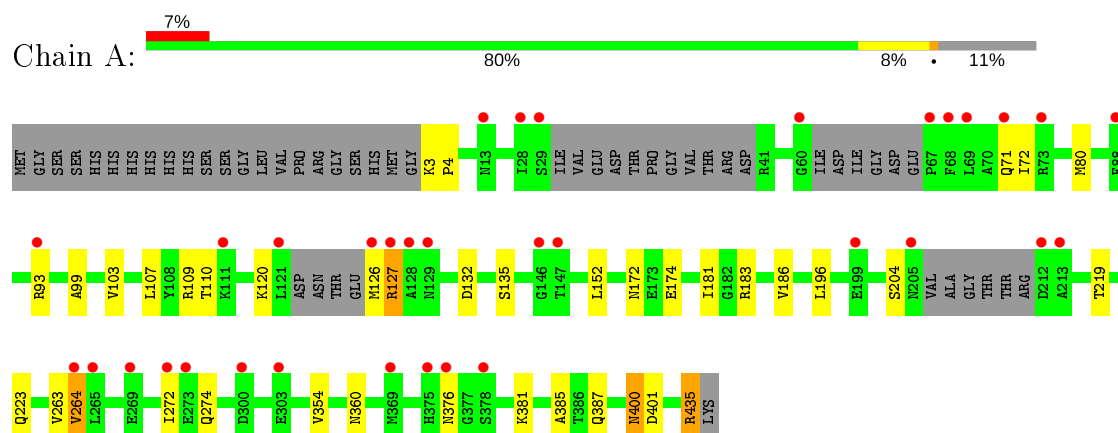 7%
Chain A:
80% 8% • 11%
MET GLY SER SER HIS HIS HIS HIS HIS HIS SER SER GLY LEU VAL PRO ARG GLY SER HIS MET GLY K3 P4 N13 I28 S29 ILE VAL GLU ASP THR PRO GLY VAL THR ARG ASP R41 G60 ILE ASP ILE GLY ASP GLU P67 F68 L69 A70 Q71 I72 R73 M80 E88
R93 A99 V103 L107 Y108 R109 T110 K111 K120 L121 ASP ASN THR GLU M126 R127 A128 N129 D132 S135 G146 T147 L152 N172 E173 E174 I181 G182 R183 V186 L196 E199 S204 N205 VAL ALA GLY THR THR ARG D212 A213 T219
Q223 V263 V264 L265 E269 I272 E273 Q274 D300 E303 V354 N360 M369 H375 N376 G377 S378 K381 A385 T386 Q387 N400 D401 R435 LYS